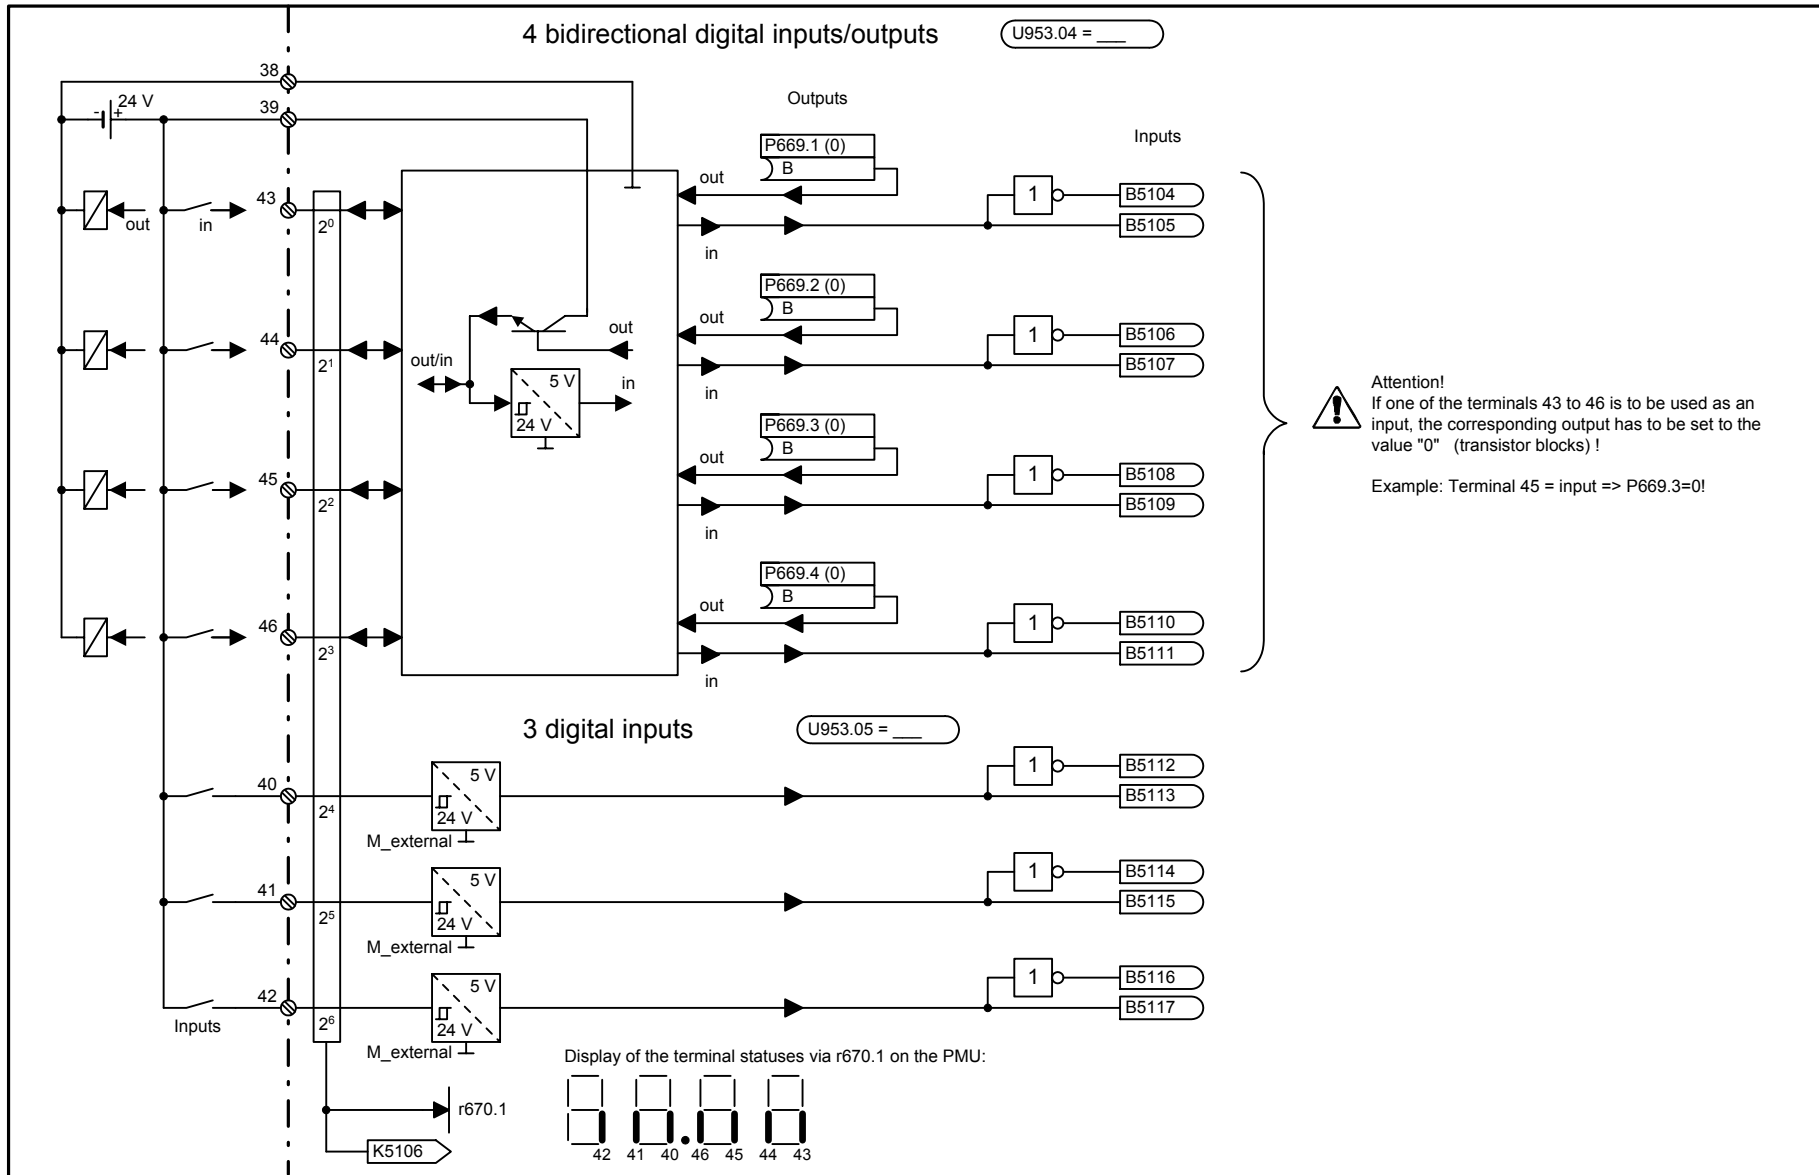 4 bidirectional digital inputs/outputs
U953.04 = ___
38
24 V
- +
39
Outputs
Inputs
P669.1 (0)
B
out
in
43
2⁰
out
in
1
B5104
B5105
P669.2 (0)
B
44
2¹
out
in
1
B5106
B5107
out
out/in
5 V
24 V
in
P669.3 (0)
B
45
2²
out
in
1
B5108
B5109
P669.4 (0)
B
46
2³
out
in
1
B5110
B5111
Attention!
If one of the terminals 43 to 46 is to be used as an
input, the corresponding output has to be set to the
value "0" (transistor blocks) !
Example: Terminal 45 = input => P669.3=0!
3 digital inputs
U953.05 = ___
40
2⁴
5 V
24 V
M_external
1
B5112
B5113
41
2⁵
5 V
24 V
M_external
1
B5114
B5115
42
Inputs
2⁶
5 V
24 V
M_external
1
B5116
B5117
Display of the terminal statuses via r670.1 on the PMU:
r670.1
K5106
42 41 40 46 45 44 43